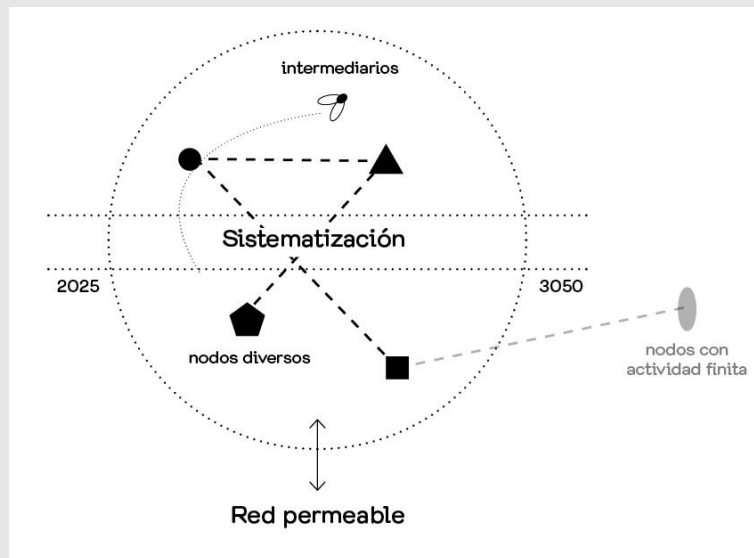 intermediarios
Sistematización
2025
3050
nodos diversos
nodos con
actividad finita
Red permeable